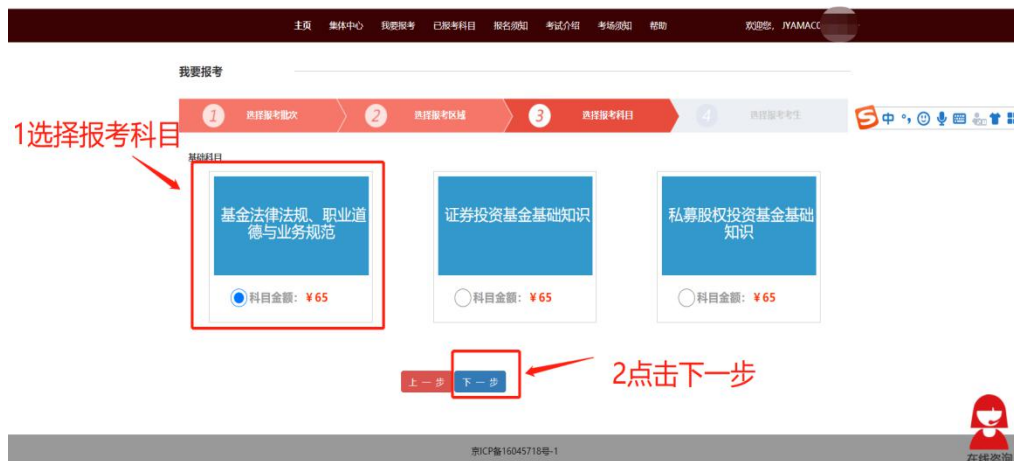 主页 集体中心 我要报考 已报考科目 报名须知 考试介绍 考场须知 帮助 欢迎您，JYAMACC
我要报考
1 选择报考批次 2 选择报考区域 3 选择报考科目 4 选择报考考生
中
1选择报考科目
基础科目
基金法律法规、职业道
德与业务规范
证券投资基金基础知识
私募股权投资基金基础
知识
科目金额：￥65 科目金额：￥65 科目金额：￥65
上一步 下一步
2点击下一步
京ICP备16045718号-1
在线咨询